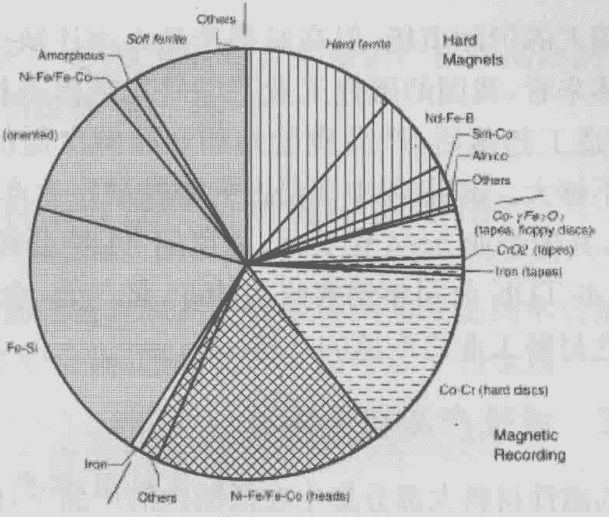 Others
Soft ferrite
Hard ferrite
Hard
Magnets
Amorphous
Ni-Fe/Fe-Co
Nd-Fe-B
Sm-Co
Alnico
Others
(oriented)
Co-γFe₂O₃
(tapes, floppy discs)
CrO2 (tapes)
Iron (tapes)
Fe-Si
Co-Cr (hard discs)
Magnetic
Recording
Iron
Others
Ni-Fe/Fe-Co (heads)